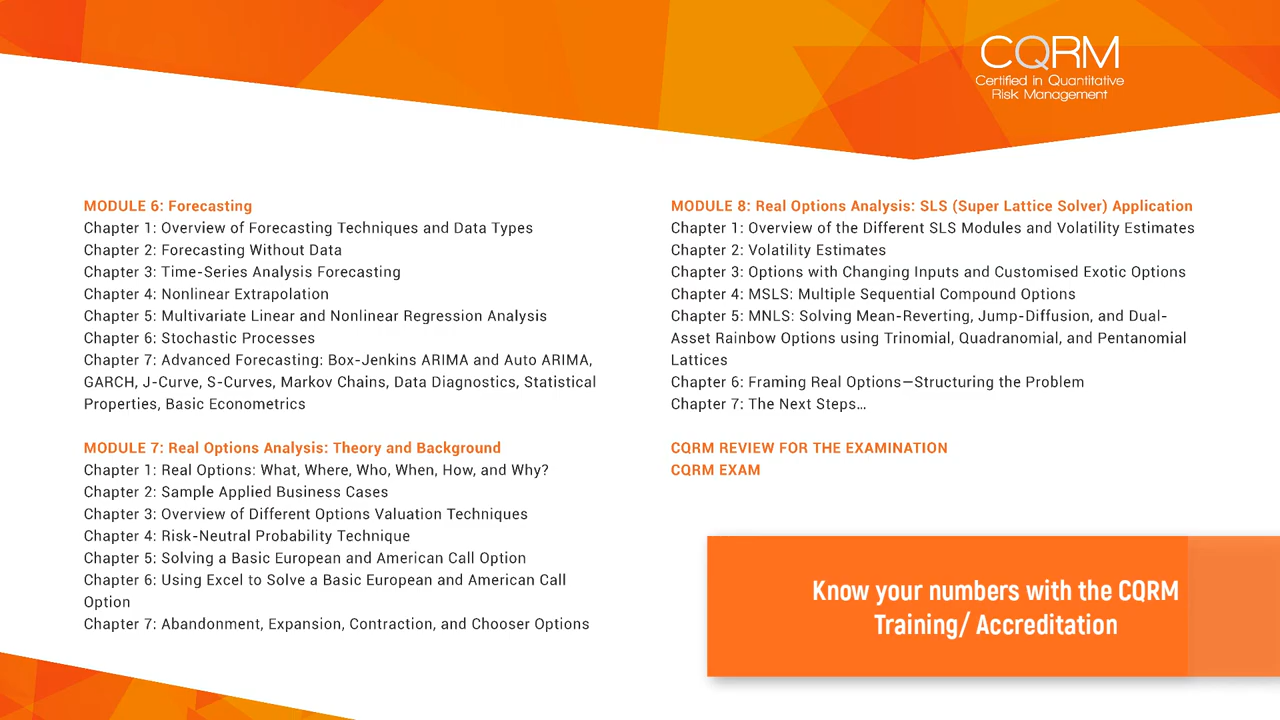 CQRM
Certified in Quantitative
Risk Management
MODULE 6: Forecasting
Chapter 1: Overview of Forecasting Techniques and Data Types
Chapter 2: Forecasting Without Data
Chapter 3: Time-Series Analysis Forecasting
Chapter 4: Nonlinear Extrapolation
Chapter 5: Multivariate Linear and Nonlinear Regression Analysis
Chapter 6: Stochastic Processes
Chapter 7: Advanced Forecasting: Box-Jenkins ARIMA and Auto ARIMA,
GARCH, J-Curve, S-Curves, Markov Chains, Data Diagnostics, Statistical
Properties, Basic Econometrics
MODULE 7: Real Options Analysis: Theory and Background
Chapter 1: Real Options: What, Where, Who, When, How, and Why?
Chapter 2: Sample Applied Business Cases
Chapter 3: Overview of Different Options Valuation Techniques
Chapter 4: Risk-Neutral Probability Technique
Chapter 5: Solving a Basic European and American Call Option
Chapter 6: Using Excel to Solve a Basic European and American Call
Option
Chapter 7: Abandonment, Expansion, Contraction, and Chooser Options
MODULE 8: Real Options Analysis: SLS (Super Lattice Solver) Application
Chapter 1: Overview of the Different SLS Modules and Volatility Estimates
Chapter 2: Volatility Estimates
Chapter 3: Options with Changing Inputs and Customised Exotic Options
Chapter 4: MSLS: Multiple Sequential Compound Options
Chapter 5: MNLS: Solving Mean-Reverting, Jump-Diffusion, and Dual-
Asset Rainbow Options using Trinomial, Quadranomial, and Pentanomial
Lattices
Chapter 6: Framing Real Options—Structuring the Problem
Chapter 7: The Next Steps…
CQRM REVIEW FOR THE EXAMINATION
CQRM EXAM
Know your numbers with the CQRM
Training/ Accreditation